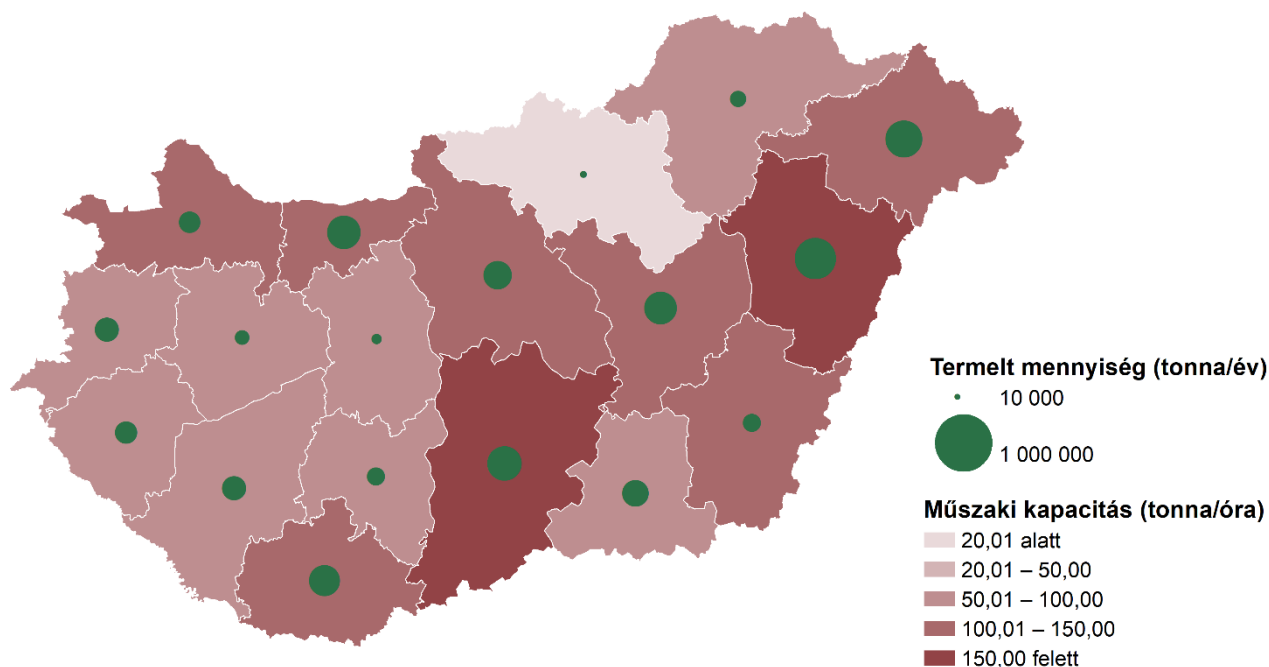 Termelt mennyiség (tonna/év)
10 000
1 000 000
Műszaki kapacitás (tonna/óra)
20,01 alatt
20,01 – 50,00
50,01 – 100,00
100,01 – 150,00
150,00 felett